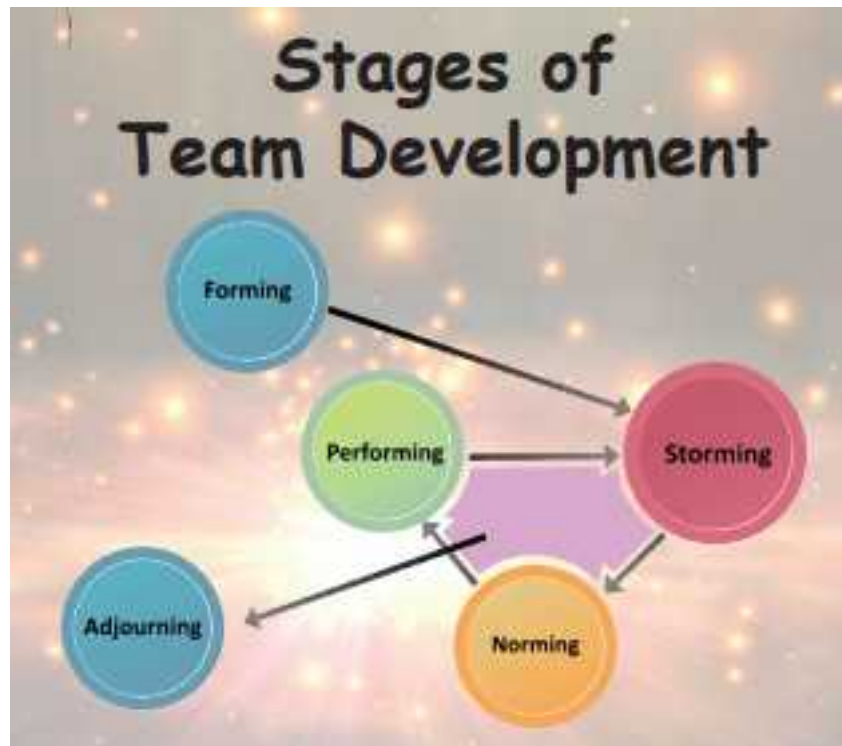 Stages of
Team Development
Forming
Performing
Storming
Adjourning
Norming